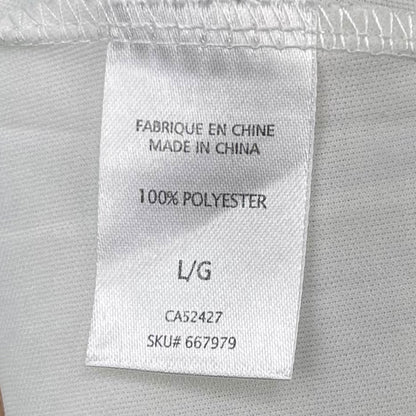 FABRIQUE EN CHINE
MADE IN CHINA
100% POLYESTER
L/G
CA52427
SKU# 667979